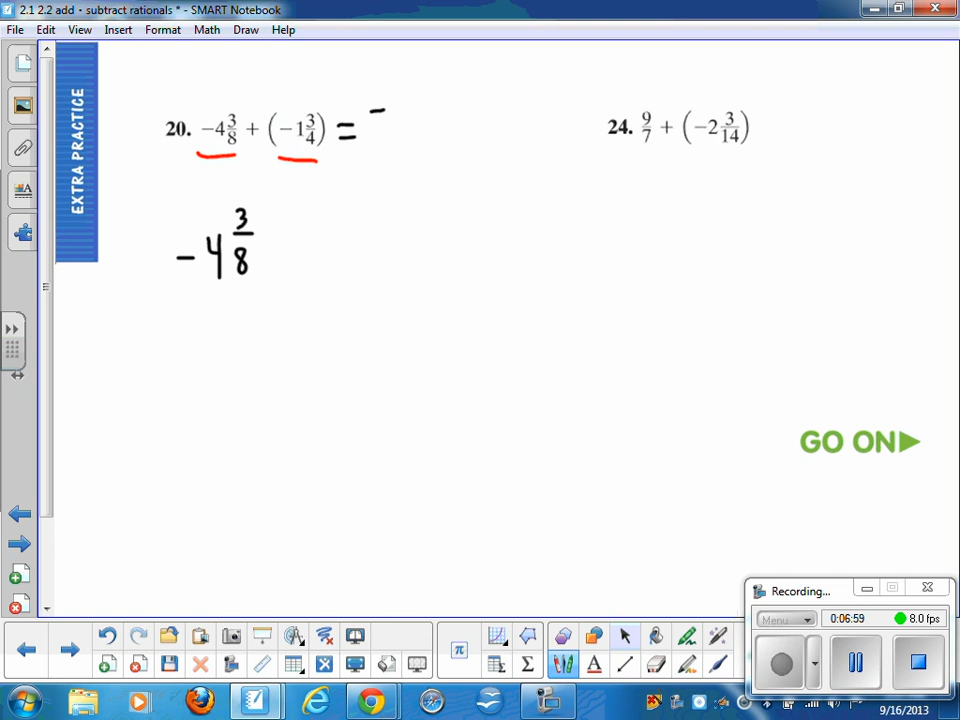 2.1 2.2 add - subtract rationals * - SMART Notebook
File Edit View Insert Format Math Draw Help
EXTRA PRACTICE
20. −4 3/8 + (−1 3/4) = −
24. 9/7 + (−2 3/14)
−4 3/8
GO ON
Recording...
Menu
0:06:59
8.0 fps
π
Σ
A
9/16/2013